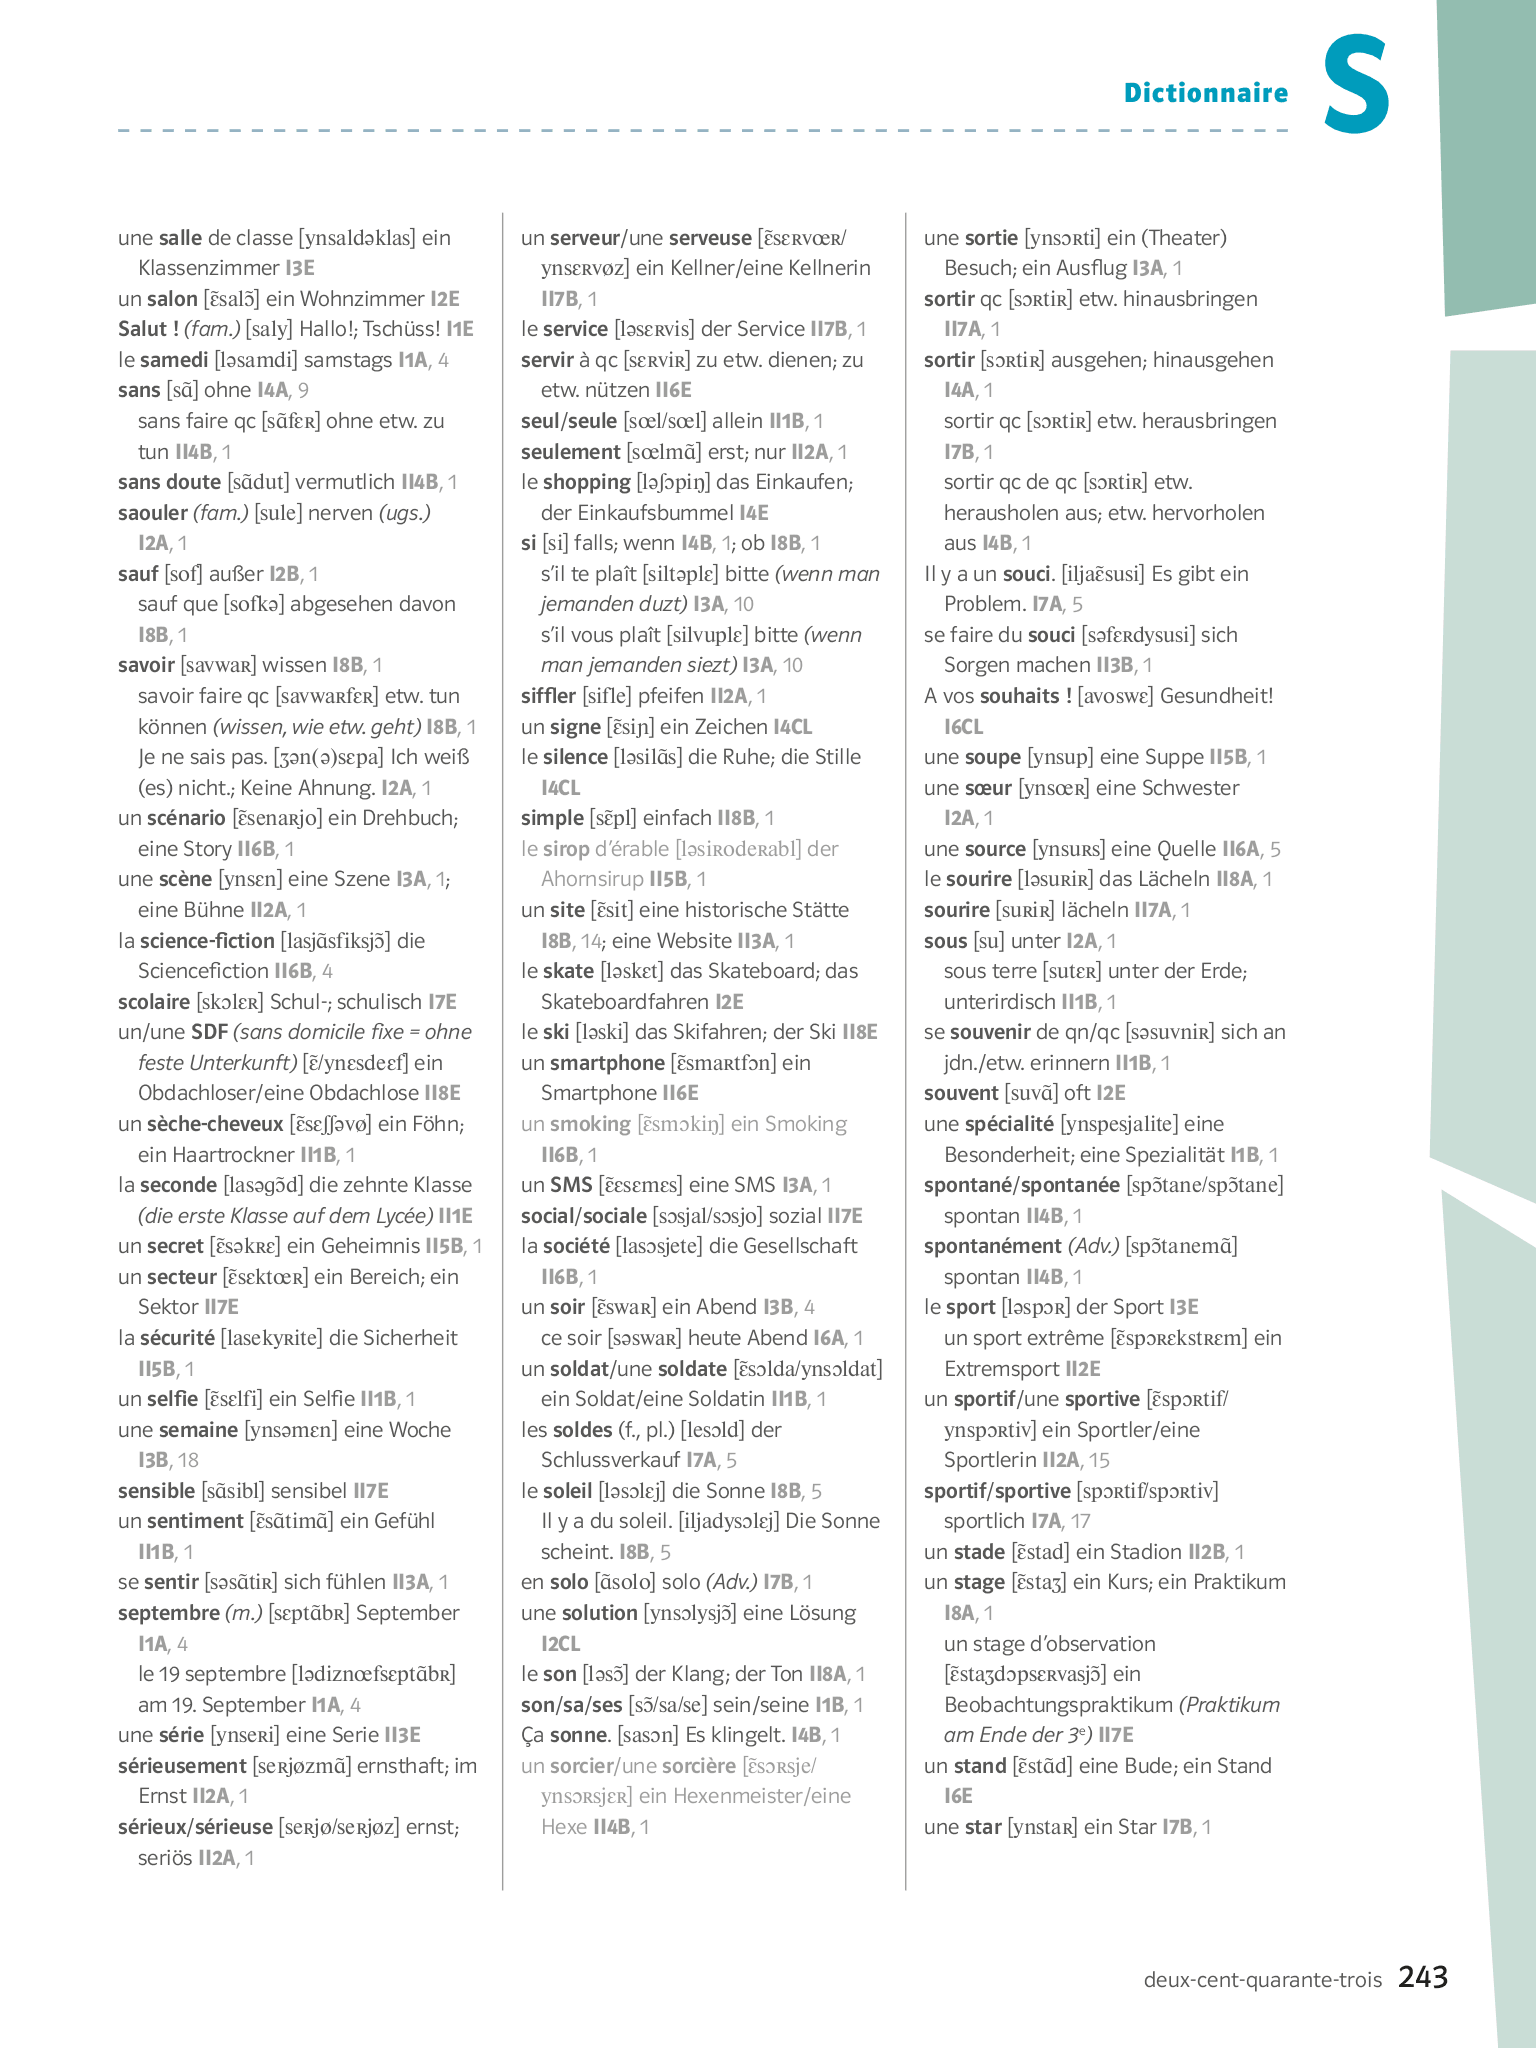 Dictionnaire S
une salle de classe [ynsaldəklas] ein
Klassenzimmer I3E
un salon [ɛ̃salɔ̃] ein Wohnzimmer I2E
Salut ! (fam.) [saly] Hallo!; Tschüss! I1E
le samedi [ləsamdi] samstags I1A, 4
sans [sɑ̃] ohne I4A, 9
sans faire qc [sɑ̃fɛʀ] ohne etw. zu
tun II4B, 1
sans doute [sɑ̃dut] vermutlich II4B, 1
saouler (fam.) [sule] nerven (ugs.)
I2A, 1
sauf [sof] außer I2B, 1
sauf que [sofkə] abgesehen davon
I8B, 1
savoir [savwaʀ] wissen I8B, 1
savoir faire qc [savwaʀfɛʀ] etw. tun
können (wissen, wie etw. geht) I8B, 1
Je ne sais pas. [ʒən(ə)sɛpa] Ich weiß
(es) nicht.; Keine Ahnung. I2A, 1
un scénario [ɛ̃senaʀjo] ein Drehbuch;
eine Story II6B, 1
une scène [ynsɛn] eine Szene I3A, 1;
eine Bühne II2A, 1
la science-fiction [lasjɑ̃sfiksjɔ̃] die
Sciencefiction II6B, 4
scolaire [skɔlɛʀ] Schul-; schulisch I7E
un/une SDF (sans domicile fixe = ohne
feste Unterkunft) [ɛ̃/ynɛsdeɛf] ein
Obdachloser/eine Obdachlose II8E
un sèche-cheveux [ɛ̃sɛʃʃəvø] ein Föhn;
ein Haartrockner II1B, 1
la seconde [lasəgɔ̃d] die zehnte Klasse
(die erste Klasse auf dem Lycée) II1E
un secret [ɛ̃səkʀɛ] ein Geheimnis II5B, 1
un secteur [ɛ̃sɛktœʀ] ein Bereich; ein
Sektor II7E
la sécurité [lasekyʀite] die Sicherheit
II5B, 1
un selfie [ɛ̃sɛlfi] ein Selfie II1B, 1
une semaine [ynsəmɛn] eine Woche
I3B, 18
sensible [sɑ̃sibl] sensibel II7E
un sentiment [ɛ̃sɑ̃timɑ̃] ein Gefühl
II1B, 1
se sentir [səsɑ̃tiʀ] sich fühlen II3A, 1
septembre (m.) [sɛptɑ̃bʀ] September
I1A, 4
le 19 septembre [lədiznœfsɛptɑ̃bʀ]
am 19. September I1A, 4
une série [ynseʀi] eine Serie II3E
sérieusement [seʀjøzmɑ̃] ernsthaft; im
Ernst II2A, 1
sérieux/sérieuse [seʀjø/seʀjøz] ernst;
seriös II2A, 1
un serveur/une serveuse [ɛ̃sɛʀvœʀ/
ynsɛʀvøz] ein Kellner/eine Kellnerin
II7B, 1
le service [ləsɛʀvis] der Service II7B, 1
servir à qc [sɛʀviʀ] zu etw. dienen; zu
etw. nützen II6E
seul/seule [sœl/sœl] allein II1B, 1
seulement [sœlmɑ̃] erst; nur II2A, 1
le shopping [ləʃɔpiŋ] das Einkaufen;
der Einkaufsbummel I4E
si [si] falls; wenn I4B, 1; ob I8B, 1
s'il te plaît [siltəplɛ] bitte (wenn man
jemanden duzt) I3A, 10
s'il vous plaît [silvuplɛ] bitte (wenn
man jemanden siezt) I3A, 10
siffler [sifle] pfeifen II2A, 1
un signe [ɛ̃siɲ] ein Zeichen I4CL
le silence [ləsilɑ̃s] die Ruhe; die Stille
I4CL
simple [sɛ̃pl] einfach II8B, 1
le sirop d'érable [ləsiʀodeʀabl] der
Ahornsirup II5B, 1
un site [ɛ̃sit] eine historische Stätte
I8B, 14; eine Website II3A, 1
le skate [ləskɛt] das Skateboard; das
Skateboardfahren I2E
le ski [ləski] das Skifahren; der Ski II8E
un smartphone [ɛ̃smaʀtfɔn] ein
Smartphone II6E
un smoking [ɛ̃smɔkiŋ] ein Smoking
II6B, 1
un SMS [ɛ̃ɛsɛmɛs] eine SMS I3A, 1
social/sociale [sɔsjal/sɔsjo] sozial II7E
la société [lasɔsjete] die Gesellschaft
II6B, 1
un soir [ɛ̃swaʀ] ein Abend I3B, 4
ce soir [səswaʀ] heute Abend I6A, 1
un soldat/une soldate [ɛ̃sɔlda/ynsɔldat]
ein Soldat/eine Soldatin II1B, 1
les soldes (f., pl.) [lesɔld] der
Schlussverkauf I7A, 5
le soleil [ləsɔlɛj] die Sonne I8B, 5
Il y a du soleil. [iljadysɔlɛj] Die Sonne
scheint. I8B, 5
en solo [ɑ̃solo] solo (Adv.) I7B, 1
une solution [ynsɔlysjɔ̃] eine Lösung
I2CL
le son [ləsɔ̃] der Klang; der Ton II8A, 1
son/sa/ses [sɔ̃/sa/se] sein/seine I1B, 1
Ça sonne. [sasɔn] Es klingelt. I4B, 1
un sorcier/une sorcière [ɛ̃sɔʀsje/
ynsɔʀsjɛʀ] ein Hexenmeister/eine
Hexe II4B, 1
une sortie [ynsɔʀti] ein (Theater)
Besuch; ein Ausflug I3A, 1
sortir qc [sɔʀtiʀ] etw. hinausbringen
II7A, 1
sortir [sɔʀtiʀ] ausgehen; hinausgehen
I4A, 1
sortir qc [sɔʀtiʀ] etw. herausbringen
I7B, 1
sortir qc de qc [sɔʀtiʀ] etw.
herausholen aus; etw. hervorholen
aus I4B, 1
Il y a un souci. [iljaɛ̃susi] Es gibt ein
Problem. I7A, 5
se faire du souci [səfɛʀdysusi] sich
Sorgen machen II3B, 1
A vos souhaits ! [avoswɛ] Gesundheit!
I6CL
une soupe [ynsup] eine Suppe II5B, 1
une sœur [ynsœʀ] eine Schwester
I2A, 1
une source [ynsuʀs] eine Quelle II6A, 5
le sourire [ləsuʀiʀ] das Lächeln II8A, 1
sourire [suʀiʀ] lächeln II7A, 1
sous [su] unter I2A, 1
sous terre [sutɛʀ] unter der Erde;
unterirdisch II1B, 1
se souvenir de qn/qc [səsuvniʀ] sich an
jdn./etw. erinnern II1B, 1
souvent [suvɑ̃] oft I2E
une spécialité [ynspesjalite] eine
Besonderheit; eine Spezialität I1B, 1
spontané/spontanée [spɔ̃tane/spɔ̃tane]
spontan II4B, 1
spontanément (Adv.) [spɔ̃tanemɑ̃]
spontan II4B, 1
le sport [ləspɔʀ] der Sport I3E
un sport extrême [ɛ̃spɔʀɛkstʀɛm] ein
Extremsport II2E
un sportif/une sportive [ɛ̃spɔʀtif/
ynspɔʀtiv] ein Sportler/eine
Sportlerin II2A, 15
sportif/sportive [spɔʀtif/spɔʀtiv]
sportlich I7A, 17
un stade [ɛ̃stad] ein Stadion II2B, 1
un stage [ɛ̃staʒ] ein Kurs; ein Praktikum
I8A, 1
un stage d'observation
[ɛ̃staʒdɔpsɛʀvasjɔ̃] ein
Beobachtungspraktikum (Praktikum
am Ende der 3ᵉ) II7E
un stand [ɛ̃stɑ̃d] eine Bude; ein Stand
I6E
une star [ynstaʀ] ein Star I7B, 1
deux-cent-quarante-trois 243